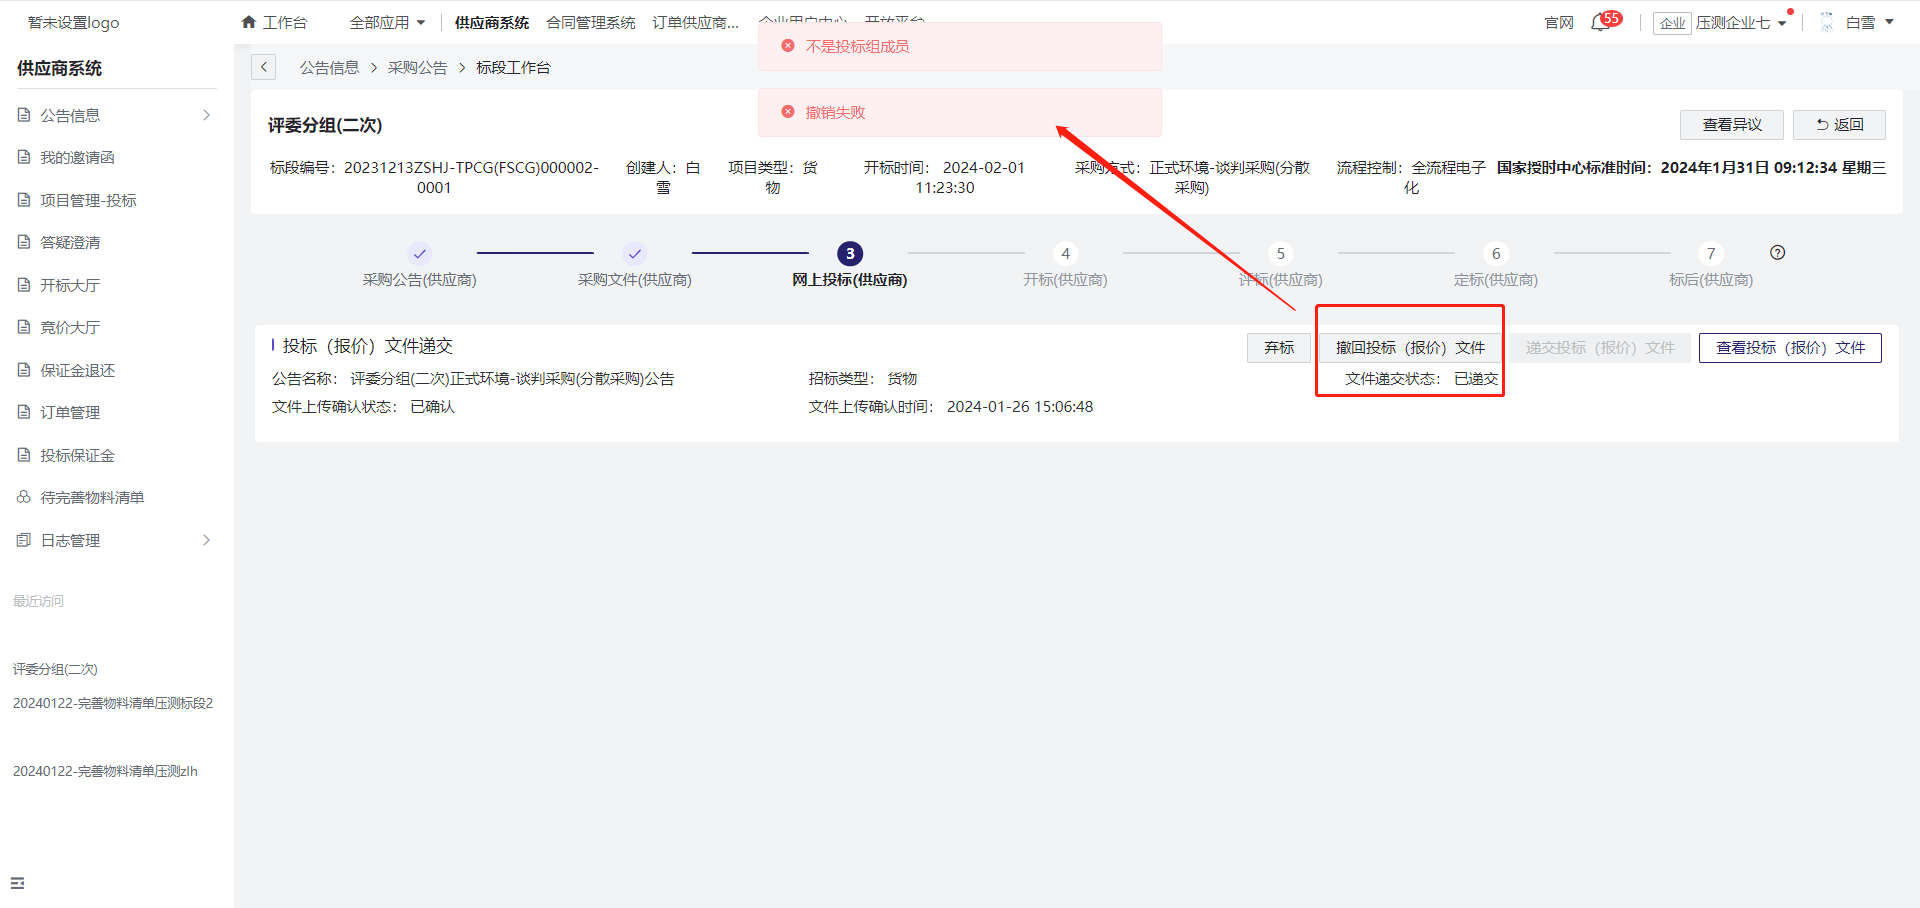 暂未设置logo
工作台
全部应用
供应商系统
合同管理系统
订单供应商...
企业用户中心
开放平台
官网
55
企业
压测企业七
白雪
不是投标组成员
撤销失败
供应商系统
公告信息
我的邀请函
项目管理-投标
答疑澄清
开标大厅
竞价大厅
保证金退还
订单管理
投标保证金
待完善物料清单
日志管理
最近访问
评委分组(二次)
20240122-完善物料清单压测标段2
20240122-完善物料清单压测zlh
公告信息 > 采购公告 > 标段工作台
评委分组(二次)
查看异议
返回
标段编号：20231213ZSHJ-TPCG(FSCG)000002-
0001
创建人：白
雪
项目类型：货
物
开标时间： 2024-02-01
11:23:30
采购方式：正式环境-谈判采购(分散
采购)
流程控制：全流程电子
化
国家授时中心标准时间：2024年1月31日 09:12:34 星期三
采购公告(供应商)
采购文件(供应商)
3
网上投标(供应商)
4
开标(供应商)
5
评标(供应商)
6
定标(供应商)
7
标后(供应商)
投标（报价）文件递交
弃标
撤回投标（报价）文件
递交投标（报价）文件
查看投标（报价）文件
公告名称： 评委分组(二次)正式环境-谈判采购(分散采购)公告
招标类型： 货物
文件递交状态： 已递交
文件上传确认状态： 已确认
文件上传确认时间： 2024-01-26 15:06:48